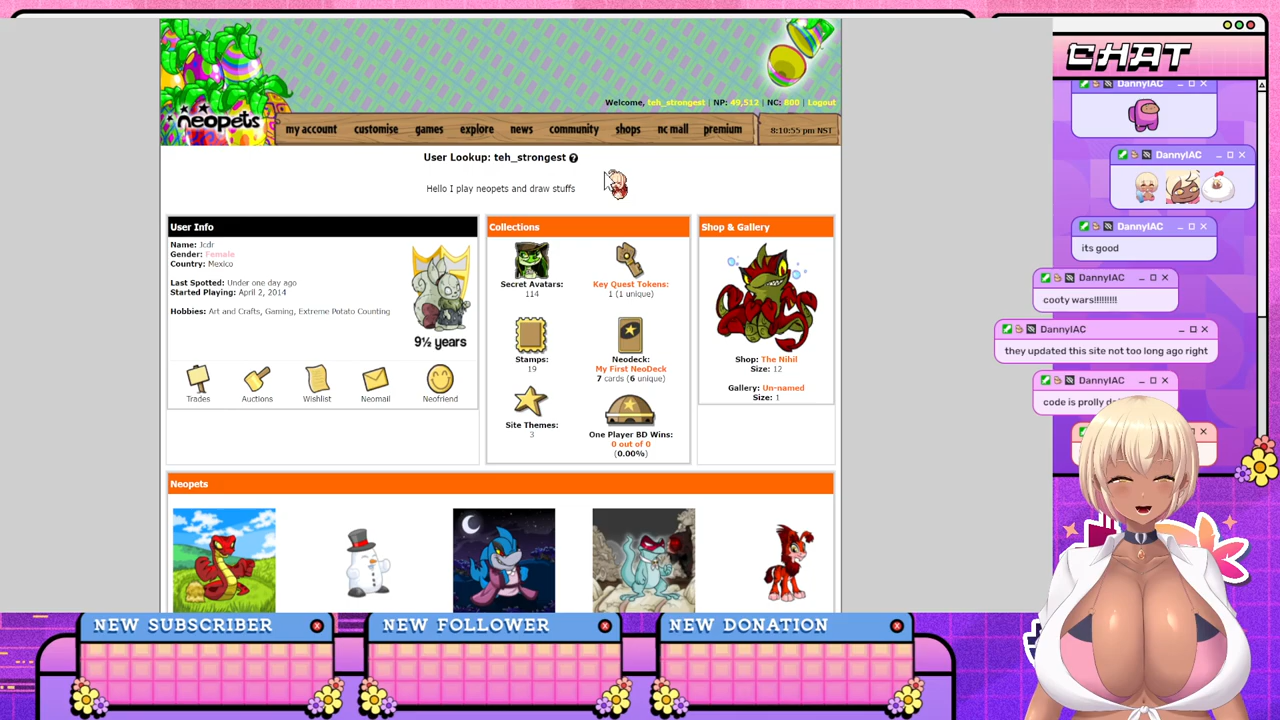 neopets
Welcome, teh_strongest | NP: 49,512 | NC: 800 | Logout
my account customise games explore news community shops nc mall premium 8:10:55 pm NST
User Lookup: teh_strongest ?
Hello I play neopets and draw stuffs
User Info
Name: Jcdr
Gender: Female
Country: Mexico
Last Spotted: Under one day ago
Started Playing: April 2, 2014
Hobbies: Art and Crafts, Gaming, Extreme Potato Counting
9½ years
Trades Auctions Wishlist Neomail Neofriend
Collections
Secret Avatars:
114
Key Quest Tokens:
1 (1 unique)
Stamps:
19
Neodeck:
My First NeoDeck
7 cards (6 unique)
Site Themes:
3
One Player BD Wins:
0 out of 0
(0.00%)
Shop & Gallery
Shop: The Nihil
Size: 12
Gallery: Un-named
Size: 1
Neopets
CHAT
DannyIAC
DannyIAC
DannyIAC
its good
DannyIAC
cooty wars!!!!!!!!!
DannyIAC
they updated this site not too long ago right
DannyIAC
code is prolly
NEW SUBSCRIBER
NEW FOLLOWER
NEW DONATION